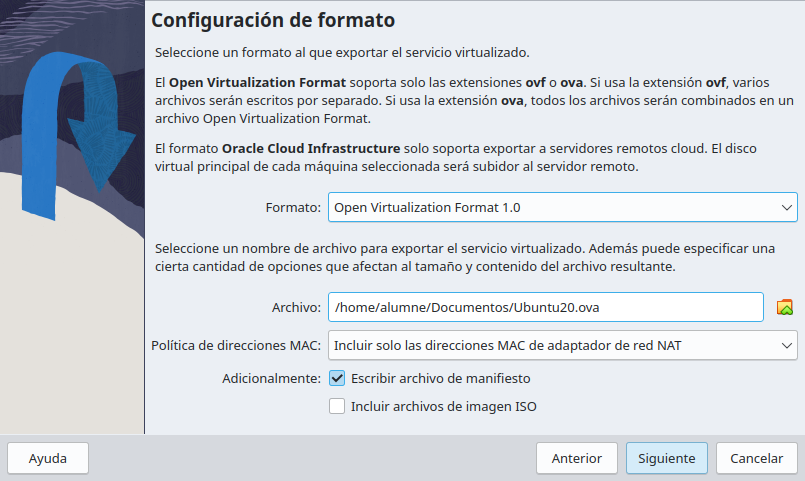 Configuración de formato
Seleccione un formato al que exportar el servicio virtualizado.
El Open Virtualization Format soporta solo las extensiones ovf o ova. Si usa la extensión ovf, varios
archivos serán escritos por separado. Si usa la extensión ova, todos los archivos serán combinados en un
archivo Open Virtualization Format.
El formato Oracle Cloud Infrastructure solo soporta exportar a servidores remotos cloud. El disco
virtual principal de cada máquina seleccionada será subidor al servidor remoto.
Formato: Open Virtualization Format 1.0
Seleccione un nombre de archivo para exportar el servicio virtualizado. Además puede especificar una
cierta cantidad de opciones que afectan al tamaño y contenido del archivo resultante.
Archivo: /home/alumne/Documentos/Ubuntu20.ova
Política de direcciones MAC: Incluir solo las direcciones MAC de adaptador de red NAT
Adicionalmente: Escribir archivo de manifiesto
Incluir archivos de imagen ISO
Ayuda Anterior Siguiente Cancelar